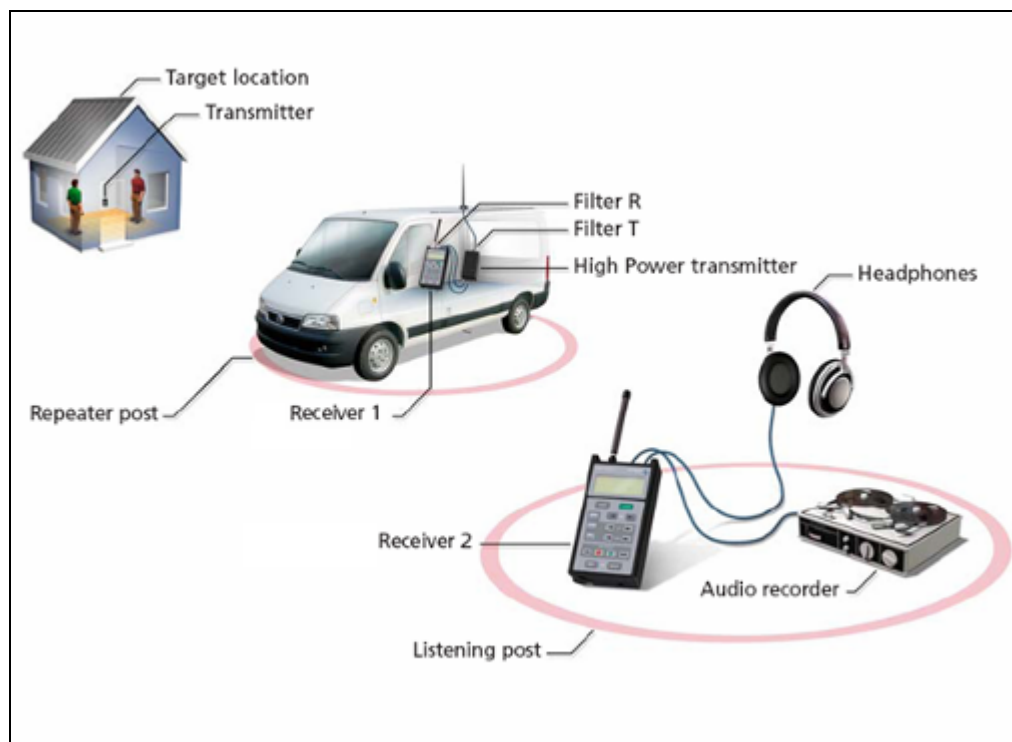 Target location
Transmitter
Filter R
Filter T
High Power transmitter
Headphones
Repeater post
Receiver 1
Receiver 2
Audio recorder
Listening post